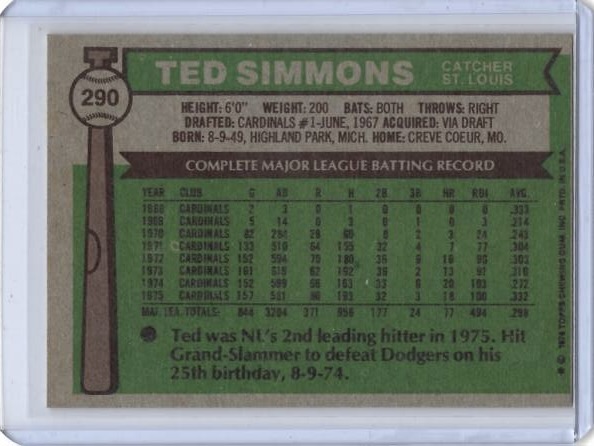 290
TED SIMMONS
CATCHER
ST. LOUIS
HEIGHT: 6'0" WEIGHT: 200 BATS: BOTH THROWS: RIGHT
DRAFTED: CARDINALS #1-JUNE, 1967 ACQUIRED: VIA DRAFT
BORN: 8-9-49, HIGHLAND PARK, MICH. HOME: CREVE COEUR, MO.
COMPLETE MAJOR LEAGUE BATTING RECORD
YEAR CLUB G AB R H 2B 3B HR RBI AVG.
1968 CARDINALS 2 3 0 0 0 0 .333
1969 CARDINALS 5 14 0 3 0 1 0 3 .214
1970 CARDINALS 82 284 8 2 3 24 .243
1971 CARDINALS 133 510 64 155 32 4 7 77 .304
1972 CARDINALS 152 594 70 180 36 6 16 .303
1973 CARDINALS 161 619 62 192 36 2 13 91 .310
1974 CARDINALS 152 599 66 163 33 6 20 103 .272
1975 CARDINALS 157 531 80 193 32 3 18 100 .332
MAJ. LEA. TOTALS 844 3204 371 956 177 24 77 494 .298
Ted was NL's 2nd leading hitter in 1975. Hit
Grand-Slammer to defeat Dodgers on his
25th birthday, 8-9-74.
© 1976 TOPPS CHEWING GUM, INC. PRTD. IN U.S.A.